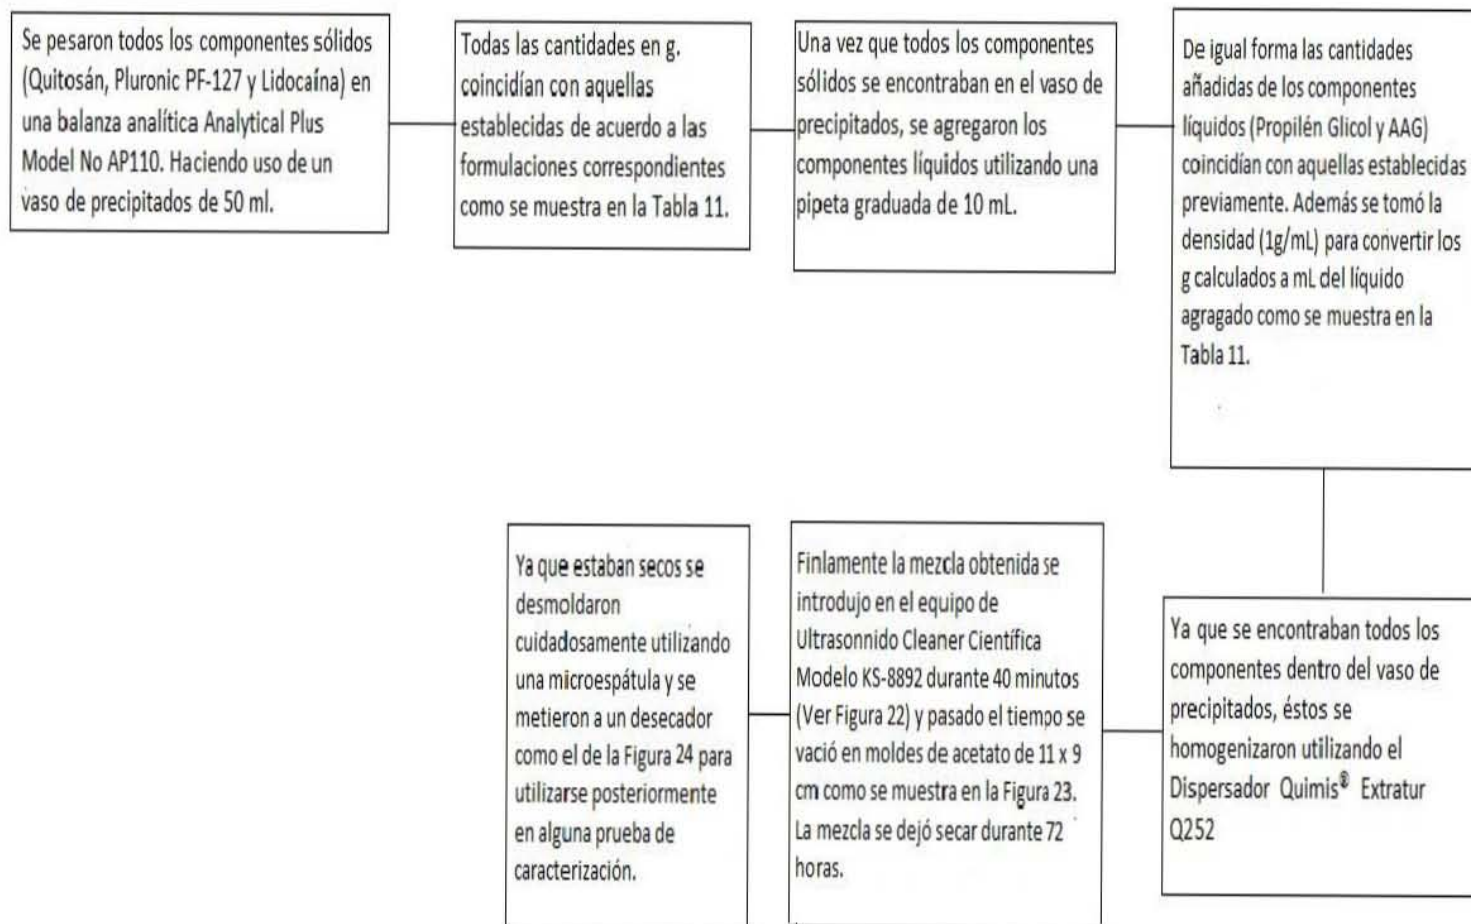 Se pesaron todos los componentes sólidos
(Quitosán, Pluronic PF-127 y Lidocaína) en
una balanza analítica Analytical Plus
Model No AP110. Haciendo uso de un
vaso de precipitados de 50 ml.
Todas las cantidades en g.
coincidían con aquellas
establecidas de acuerdo a las
formulaciones correspondientes
como se muestra en la Tabla 11.
Una vez que todos los componentes
sólidos se encontraban en el vaso de
precipitados, se agregaron los
componentes líquidos utilizando una
pipeta graduada de 10 mL.
De igual forma las cantidades
añadidas de los componentes
líquidos (Propilén Glicol y AAG)
coincidían con aquellas establecidas
previamente. Además se tomó la
densidad (1g/mL) para convertir los
g calculados a mL del líquido
agragado como se muestra en la
Tabla 11.
Ya que se encontraban todos los
componentes dentro del vaso de
precipitados, éstos se
homogenizaron utilizando el
Dispersador Quimis® Extratur
Q252
Finlamente la mezcla obtenida se
introdujo en el equipo de
Ultrasonnido Cleaner Científica
Modelo KS-8892 durante 40 minutos
(Ver Figura 22) y pasado el tiempo se
vació en moldes de acetato de 11 x 9
cm como se muestra en la Figura 23.
La mezcla se dejó secar durante 72
horas.
Ya que estaban secos se
desmoldaron
cuidadosamente utilizando
una microespátula y se
metieron a un desecador
como el de la Figura 24 para
utilizarse posteriormente
en alguna prueba de
caracterización.